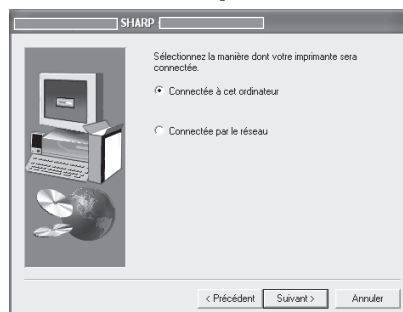 SHARP
Sélectionnez la manière dont votre imprimante sera
connectée.
Connectée à cet ordinateur
Connectée par le réseau
< Précédent Suivant > Annuler